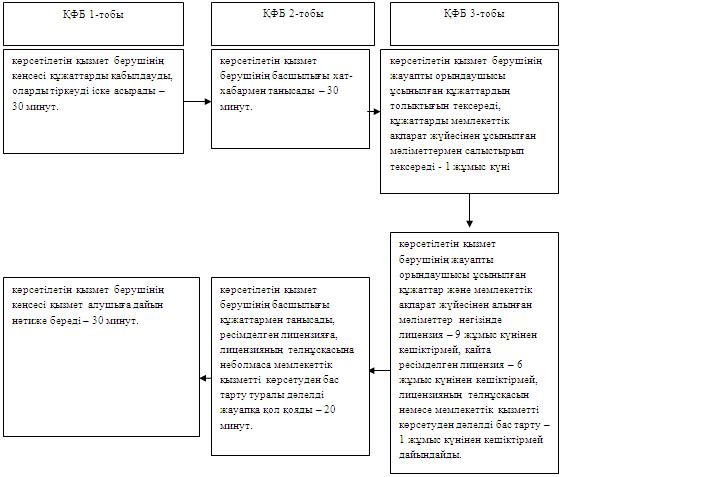 ҚФБ 1-тобы
ҚФБ 2-тобы
ҚФБ 3-тобы
көрсетілетін қызмет берушінің
кеңсесі құжаттарды қабылдауды,
оларды тіркеуді іске асырады –
30 минут.
көрсетілетін қызмет
берушінің басшылығы хат-
хабармен танысады – 30
минут.
көрсетілетін қызмет берушінің
жауапты орындаушысы
ұсынылған құжаттардың
толықтығын тексереді,
құжаттарды мемлекеттік
ақпарат жүйесінен ұсынылған
мәліметтермен салыстырып
тексереді - 1 жұмыс күні
көрсетілетін қызмет
берушінің жауапты
орындаушысы ұсынылған
құжаттар және мемлекеттік
ақпарат жүйесінен алынған
мәліметтер негізінде
лицензия – 9 жұмыс күнінен
кешіктірмей, қайта
ресімделген лицензия – 6
жұмыс күнінен кешіктірмей,
лицензияның телнұсқасын
немесе мемлекеттік қызметті
көрсетуден дәлелді бас тарту –
1 жұмыс күнінен кешіктірмей
дайындайды.
көрсетілетін қызмет
берушінің басшылығы
құжаттармен танысады,
ресімделген лицензияға,
лицензияның телнұсқасына
неболмаса мемлекеттік
қызметті көрсетуден бас
тарту туралы дәлелді
жауапқа қол қояды – 20
минут.
көрсетілетін қызмет берушінің
кеңсесі қызмет алушыға дайын
нәтиже береді – 30 минут.